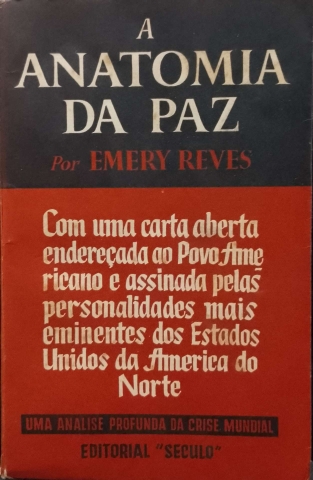 A
ANATOMIA
DA PAZ
Por EMERY REVES
Com uma carta aberta
endereçada ao Povo Ame
ricano e assinada pelas
personalidades mais
eminentes dos Estados
Unidos da America do
Norte
UMA ANALISE PROFUNDA DA CRISE MUNDIAL
EDITORIAL "SECULO"